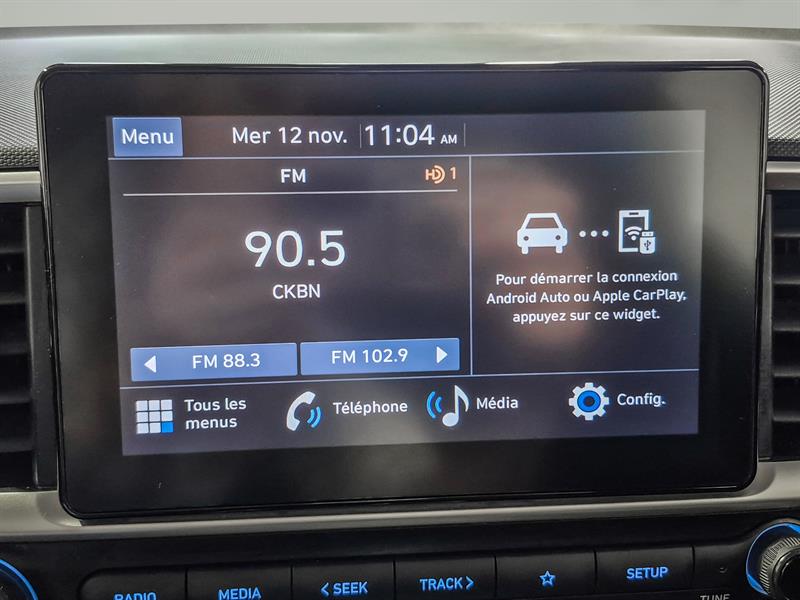 Menu
Mer 12 nov.
11:04 AM
FM
HD 1
90.5
CKBN
FM 88.3
FM 102.9
Pour démarrer la connexion
Android Auto ou Apple CarPlay,
appuyez sur ce widget.
Tous les
menus
Téléphone
Média
Config.
RADIO
MEDIA
< SEEK
TRACK >
SETUP
TUNE